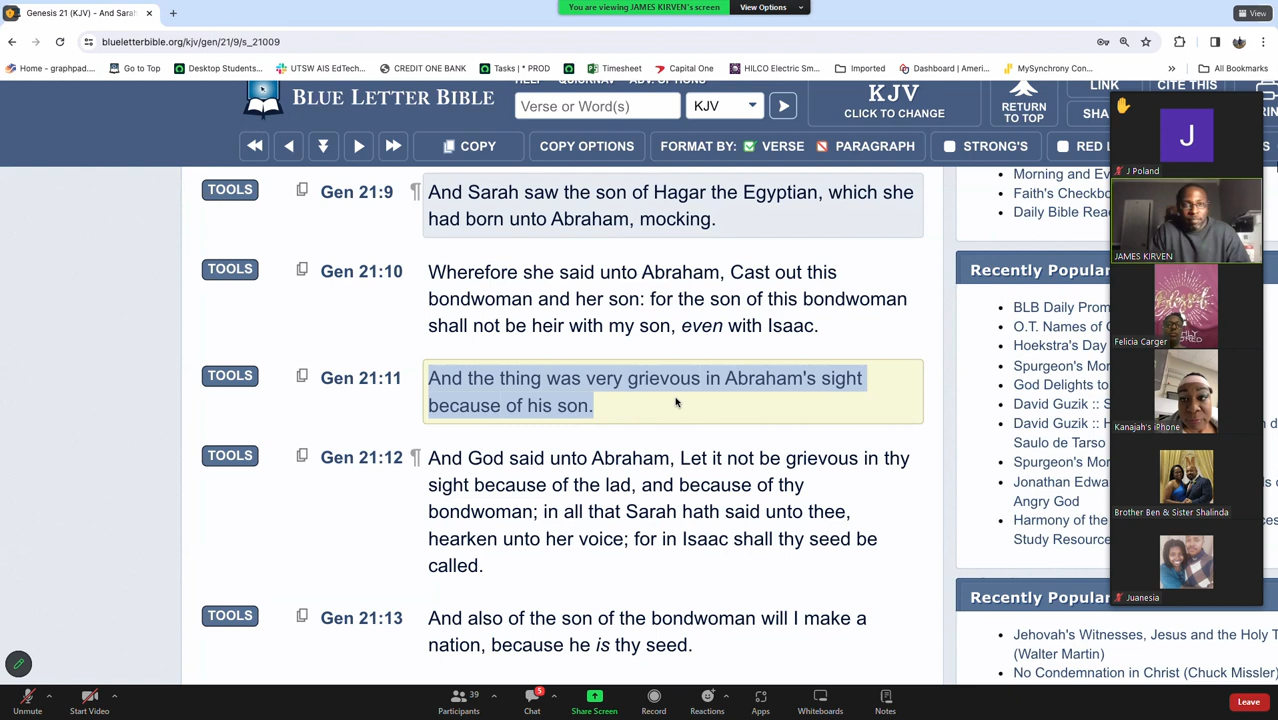 Genesis 21 (KJV) - And Sarah
You are viewing JAMES KIRVEN's screen
View Options
View
blueletterbible.org/kjv/gen/21/9/s_21009
Home - graphpad....
Go to Top
Desktop Students...
UTSW AIS EdTech...
CREDIT ONE BANK
Tasks | * PROD
Timesheet
Capital One
HILCO Electric Sm...
Imported
Dashboard | Ameri...
MySynchrony Con...
»
All Bookmarks
BLUE LETTER BIBLE
Verse or Word(s)
KJV
KJV
CLICK TO CHANGE
RETURN
TO TOP
LINK
CITE THIS
COPY
COPY OPTIONS
FORMAT BY:
VERSE
PARAGRAPH
STRONG'S
RED L
TOOLS
Gen 21:9
¶
And Sarah saw the son of Hagar the Egyptian, which she
had born unto Abraham, mocking.
TOOLS
Gen 21:10
Wherefore she said unto Abraham, Cast out this
bondwoman and her son: for the son of this bondwoman
shall not be heir with my son, even with Isaac.
TOOLS
Gen 21:11
And the thing was very grievous in Abraham's sight
because of his son.
TOOLS
Gen 21:12
¶
And God said unto Abraham, Let it not be grievous in thy
sight because of the lad, and because of thy
bondwoman; in all that Sarah hath said unto thee,
hearken unto her voice; for in Isaac shall thy seed be
called.
TOOLS
Gen 21:13
And also of the son of the bondwoman will I make a
nation, because he is thy seed.
Morning and Ev
Faith's Checkbo
Daily Bible Rea
Recently Popular
BLB Daily Prom
O.T. Names of G
Hoekstra's Day
Spurgeon's Mor
God Delights to
David Guzik :: S
David Guzik :: H
Saulo de Tarso
Spurgeon's Mor
Jonathan Edwa
Angry God
Harmony of the
Study Resource
Recently Popular
Jehovah's Witnesses, Jesus and the Holy T
(Walter Martin)
No Condemnation in Christ (Chuck Missler)
J
J Poland
JAMES KIRVEN
Blessed
Felicia Carger
Kanajah's iPhone
Brother Ben & Sister Shalinda
Juanesia
Unmute
Start Video
39
Participants
5
Chat
Share Screen
Record
Reactions
Apps
Whiteboards
Notes
Leave